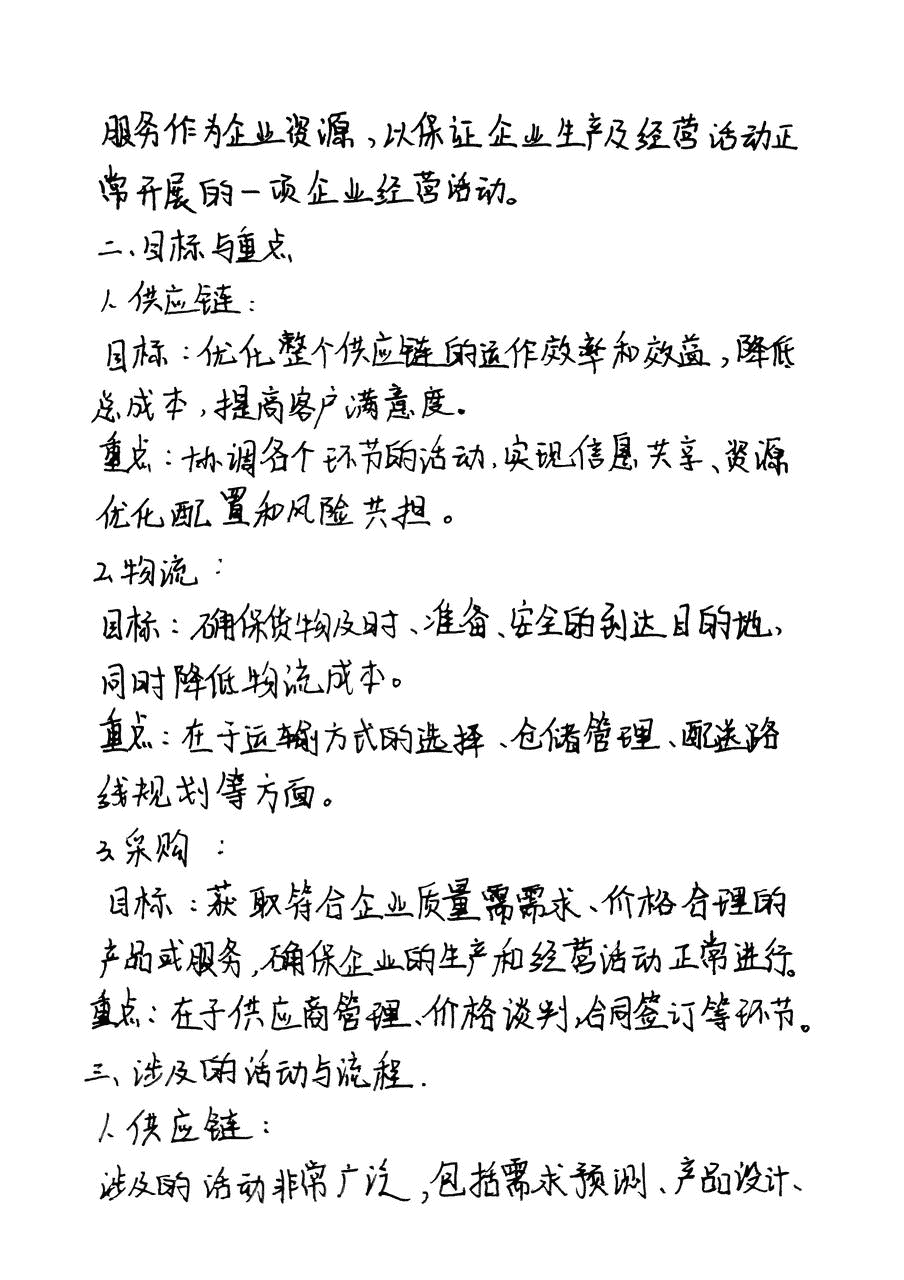 服务作为企业资源,以保证企业生产及经营活动正
常开展的一项企业经营活动。
二、目标与重点
1、供应链:
目标:优化整个供应链的运作效率和效益,降低
总成本,提高客户满意度。
重点:协调各个环节的活动,实现信息共享、资源
优化配置和风险共担。
2、物流:
目标:确保货物及时、准备、安全的到达目的地、
同时降低物流成本。
重点:在于运输方式的选择、仓储管理、配送路
线规划等方面。
3、采购:
目标:获取符合企业质量需需求、价格合理的
产品或服务,确保企业的生产和经营活动正常进行。
重点:在于供应商管理、价格谈判,合同签订等环节。
三、涉及的活动与流程.
1、供应链:
涉及的活动非常广泛,包括需求预测、产品设计、